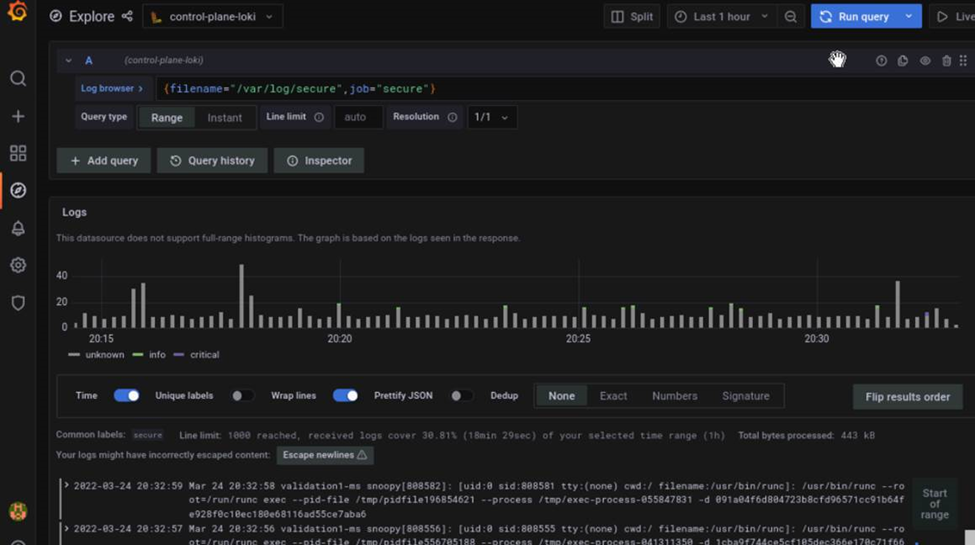 Explore control-plane-loki Split Last 1 hour Run query Live
A (control-plane-loki)
Log browser > {filename="/var/log/secure",job="secure"}
Query type Range Instant Line limit auto Resolution 1/1
+ Add query Query history Inspector
Logs
This datasource does not support full-range histograms. The graph is based on the logs seen in the response.
40
20
0
20:15 20:20 20:25 20:30
unknown info critical
Time Unique labels Wrap lines Prettify JSON Dedup None Exact Numbers Signature Flip results order
Common labels: secure Line limit: 1000 reached, received logs cover 30.81% (18min 29sec) of your selected time range (1h) Total bytes processed: 443 kB
Your logs might have incorrectly escaped content: Escape newlines
> 2022-03-24 20:32:59 Mar 24 20:32:58 validation1-ms snoopy[808582]: [uid:0 sid:808581 tty:(none) cwd:/ filename:/usr/bin/runc]: /usr/bin/runc --ro
ot=/run/runc exec --pid-file /tmp/pidfile196854621 --process /tmp/exec-process-055847831 -d 091a04f6d804723b8cfd96571cc91b64f
e928f0c10ec180e68116ad55ce7aba6
> 2022-03-24 20:32:57 Mar 24 20:32:56 validation1-ms snoopy[808556]: [uid:0 sid:808555 tty:(none) cwd:/ filename:/usr/bin/runc]: /usr/bin/runc --ro
ot=/run/runc exec --pid-file /tmp/pidfile556705188 --process /tmp/exec-process-041311350 -d 1cba9f744ce5cf105dec366e170c71f66
Start
of
range